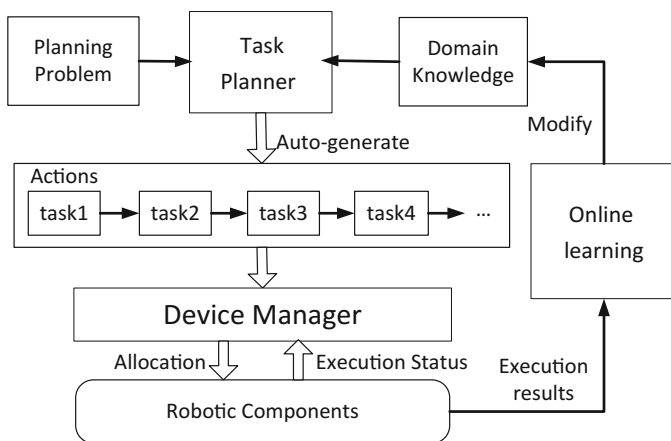 Planning
Problem
Task
Planner
Domain
Knowledge
Auto-generate
Modify
Actions
task1
task2
task3
task4
...
Online
learning
Device Manager
Allocation
Execution Status
Execution
results
Robotic Components